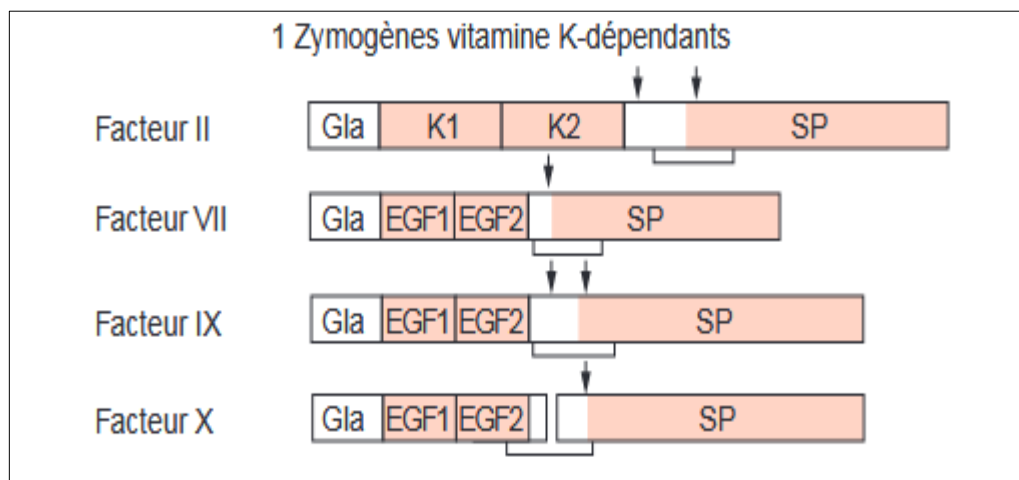 1 Zymogènes vitamine K-dépendants
Facteur II Gla K1 K2 SP
Facteur VII Gla EGF1 EGF2 SP
Facteur IX Gla EGF1 EGF2 SP
Facteur X Gla EGF1 EGF2 SP